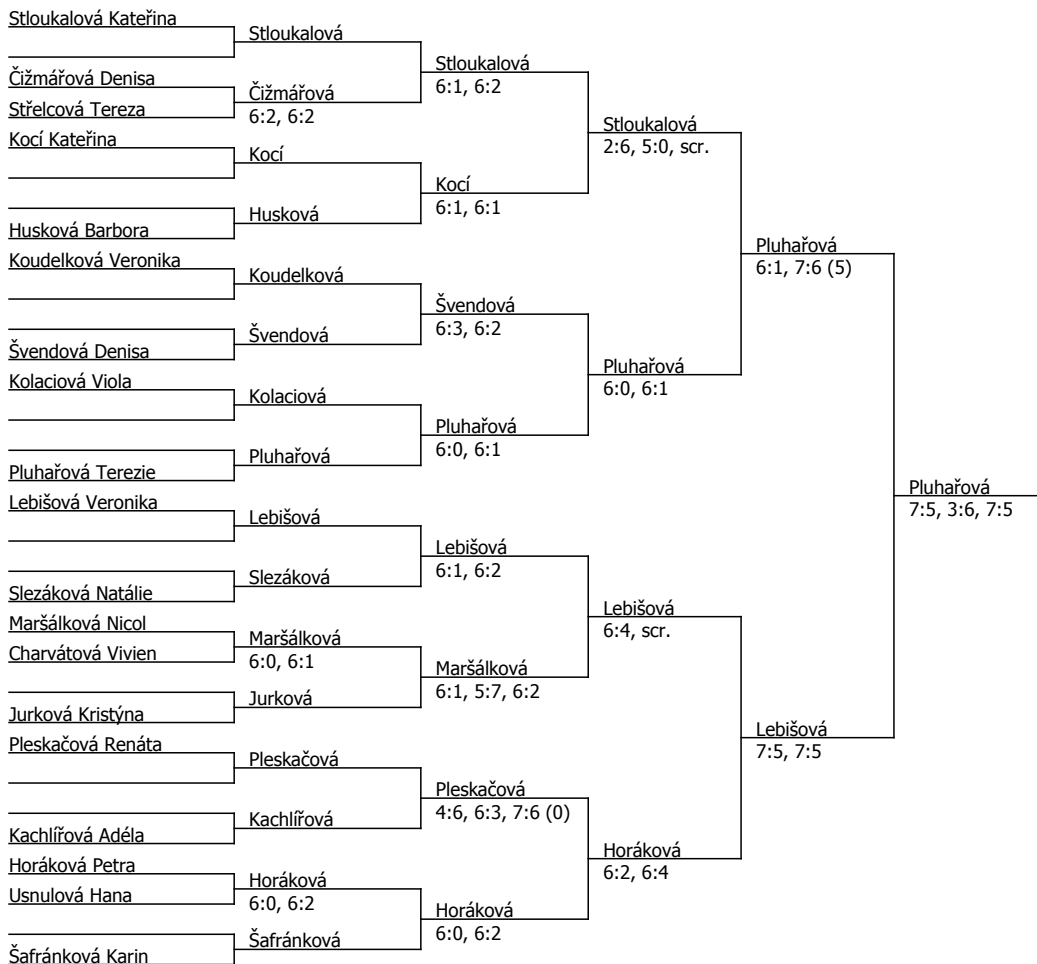 Stloukalová Kateřina
Čižmářová Denisa
Střelcová Tereza
Kocí Kateřina
Husková Barbora
Koudelková Veronika
Švendová Denisa
Kolaciová Viola
Pluhařová Terezie
Lebišová Veronika
Slezáková Natálie
Maršálková Nicol
Charvátová Vivien
Jurková Kristýna
Pleskačová Renáta
Kachlířová Adéla
Horáková Petra
Usnulová Hana
Šafránková Karin
Stloukalová
Čižmářová
6:2, 6:2
Kocí
Husková
Koudelková
Švendová
Kolaciová
Pluhařová
Lebišová
Slezáková
Maršálková
6:0, 6:1
Jurková
Pleskačová
Kachlířová
Horáková
6:0, 6:2
Šafránková
Stloukalová
6:1, 6:2
Kocí
6:1, 6:1
Švendová
6:3, 6:2
Pluhařová
6:0, 6:1
Lebišová
6:1, 6:2
Maršálková
6:1, 5:7, 6:2
Pleskačová
4:6, 6:3, 7:6 (0)
Horáková
6:0, 6:2
Stloukalová
2:6, 5:0, scr.
Pluhařová
6:0, 6:1
Lebišová
6:4, scr.
Horáková
6:2, 6:4
Pluhařová
6:1, 7:6 (5)
Lebišová
7:5, 7:5
Pluhařová
7:5, 3:6, 7:5